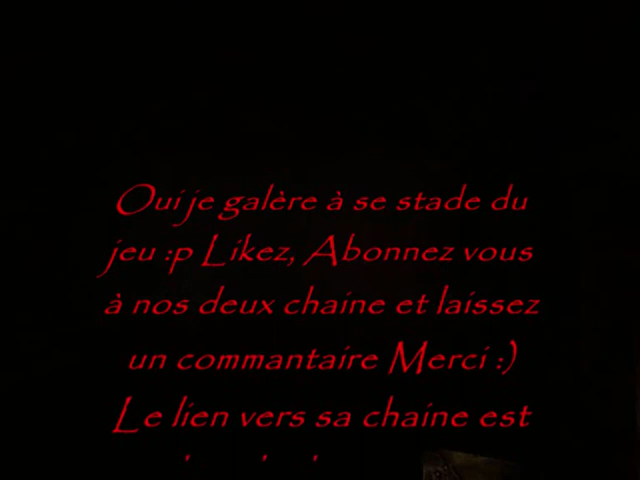 Oui je galère à se stade du
jeu :p Likez, Abonnez vous
à nos deux chaine et laissez
un commantaire Merci :)
Le lien vers sa chaine est